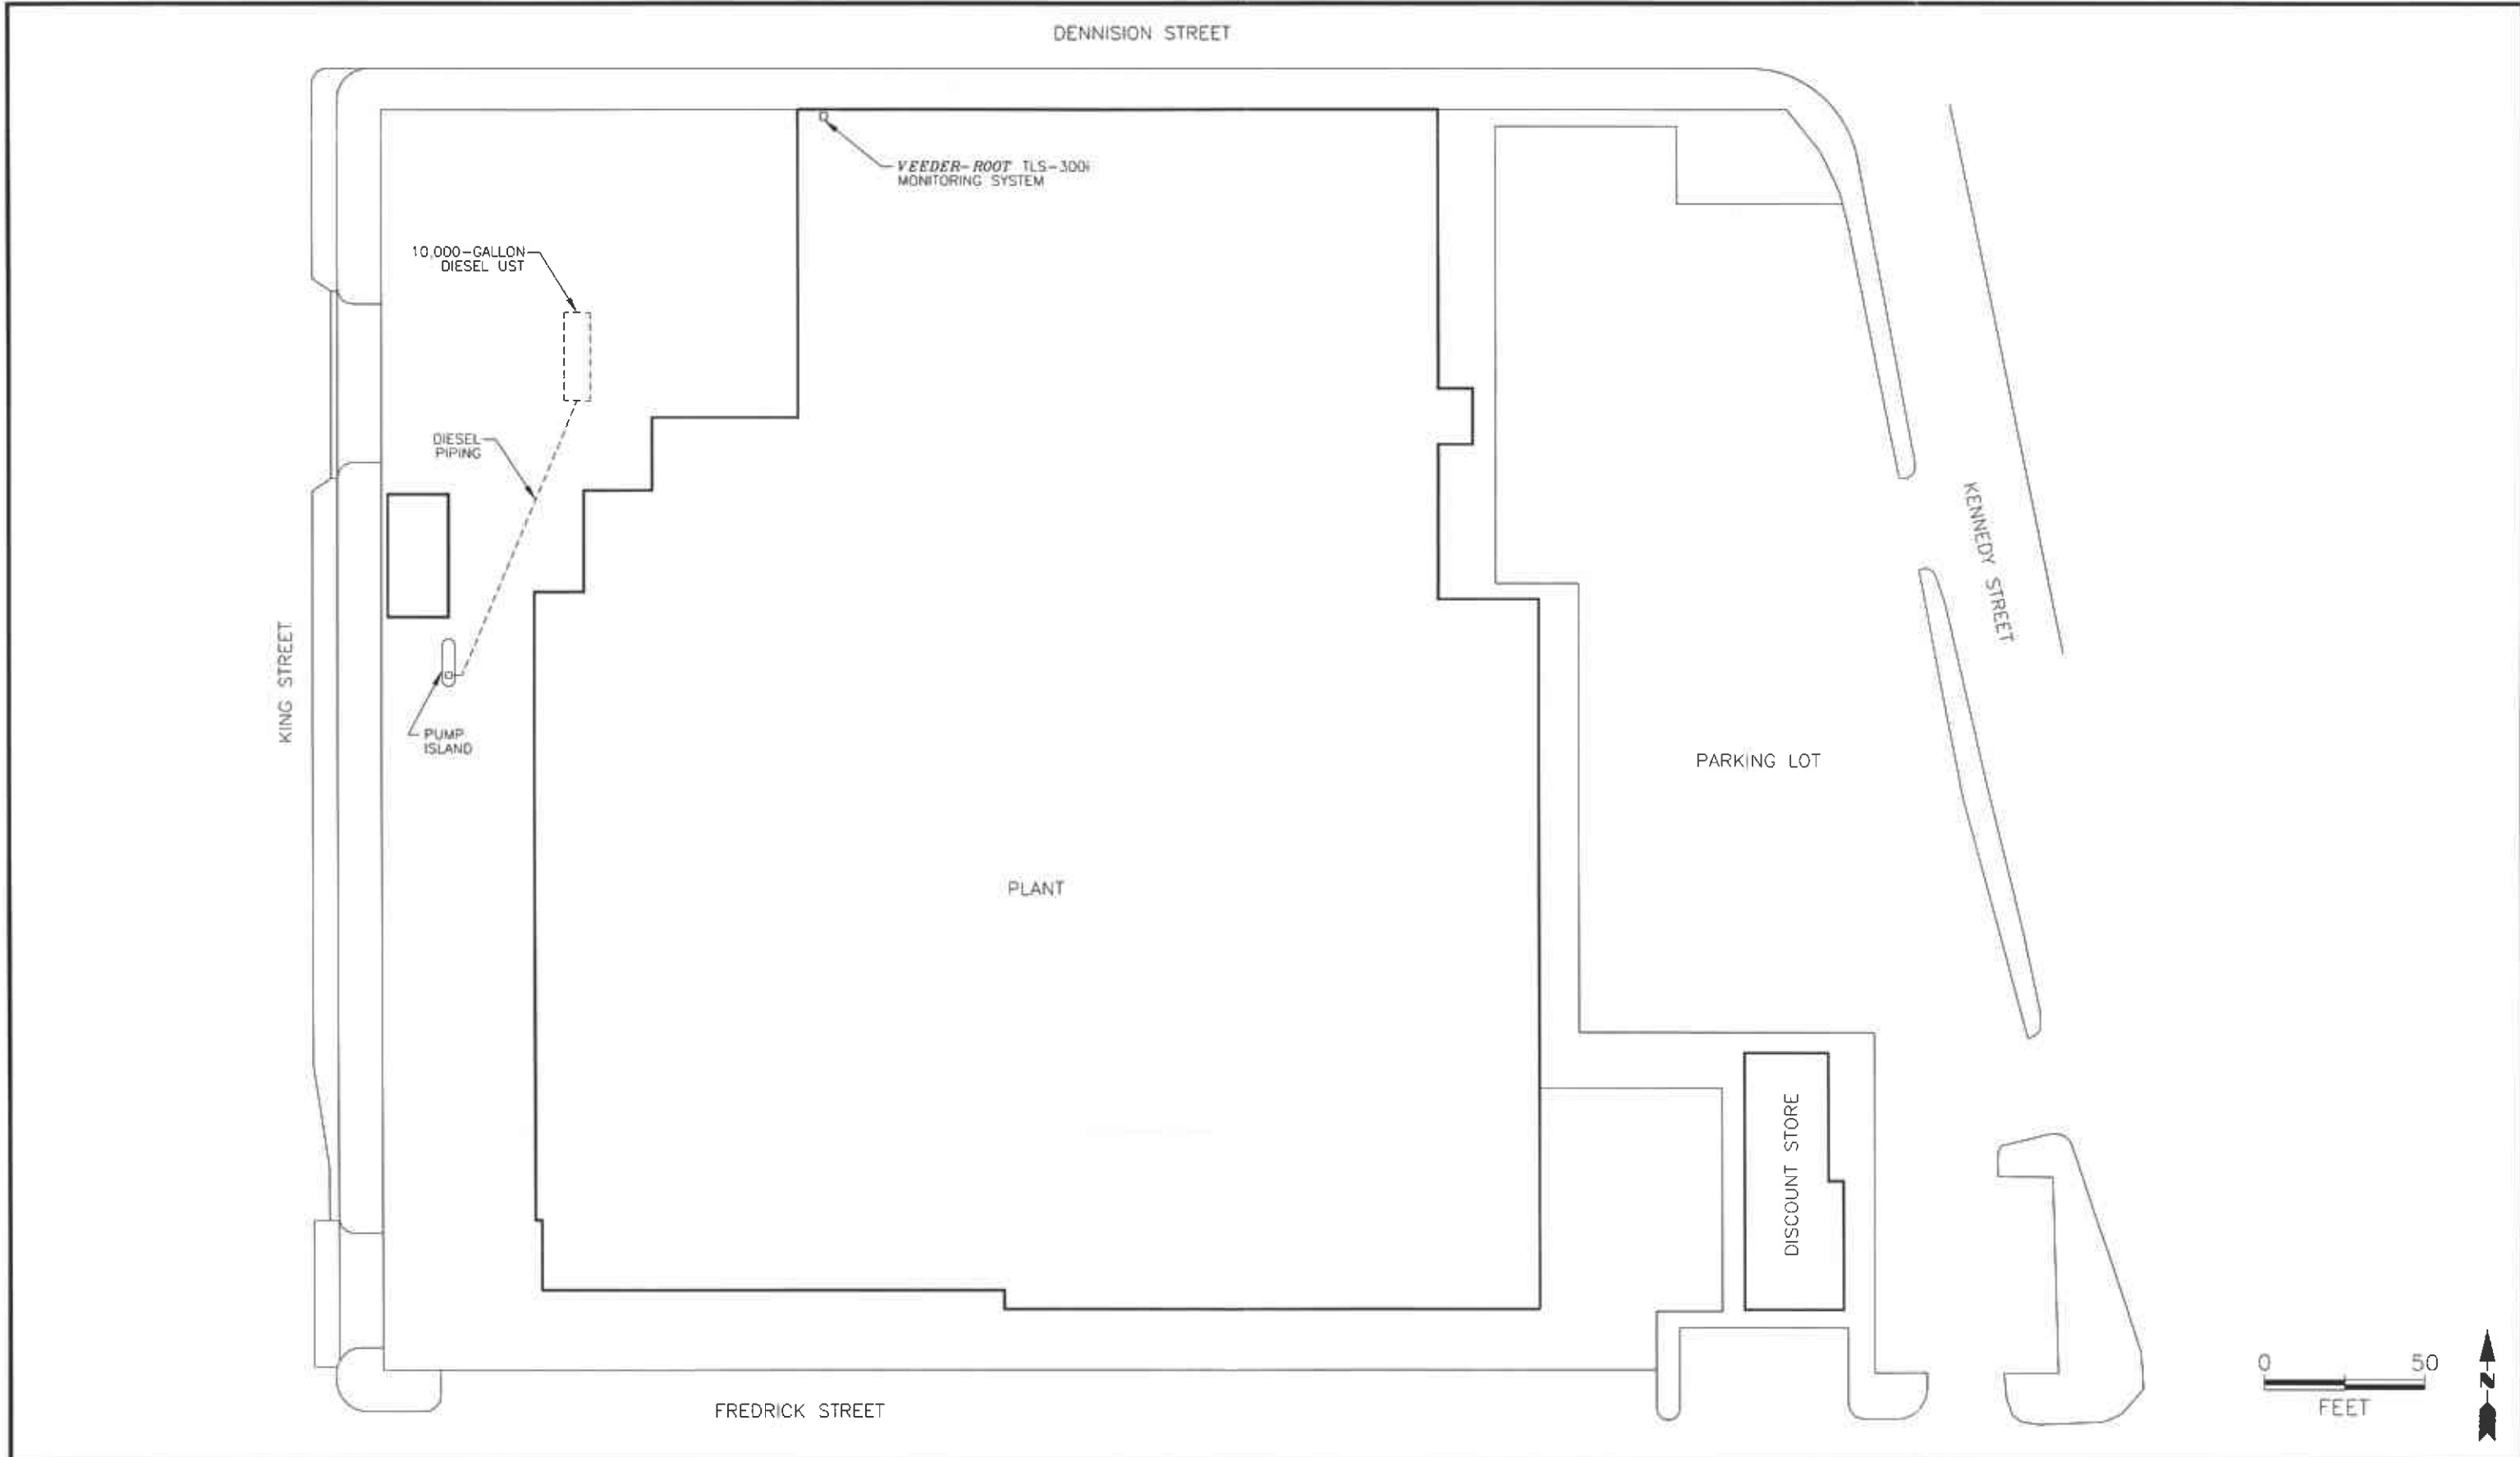 DENNISION STREET
VEEDER-ROOT TLS-300i
MONITORING SYSTEM
10,000-GALLON
DIESEL UST
DIESEL
PIPING
KENNEDY STREET
KING STREET
PUMP
ISLAND
PARKING LOT
PLANT
DISCOUNT STORE
FREDRICK STREET
0 50
FEET
N